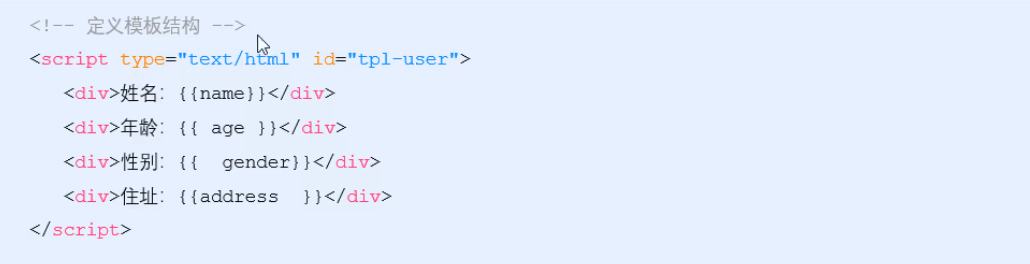 <!-- 定义模板结构 -->
<script type="text/html" id="tpl-user">
   <div>姓名：{{name}}</div>
   <div>年龄：{{ age }}</div>
   <div>性别：{{  gender}}</div>
   <div>住址：{{address  }}</div>
</script>